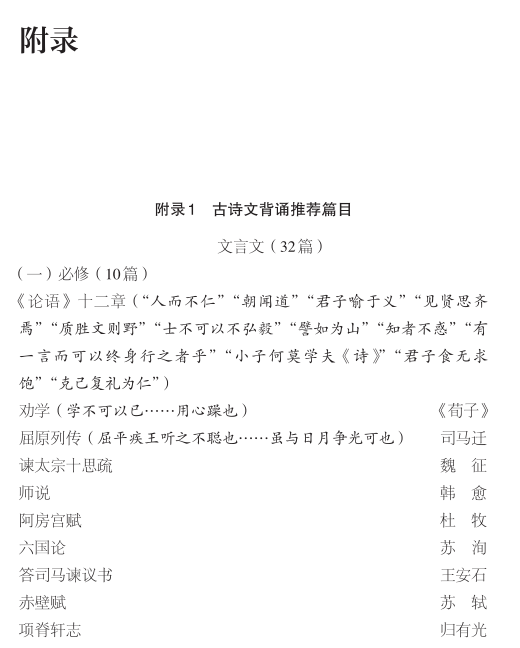 附录
附录1 古诗文背诵推荐篇目
文言文（32篇）
（一）必修（10篇）
《论语》十二章（“人而不仁”“朝闻道”“君子喻于义”“见贤思齐
焉”“质胜文则野”“士不可以不弘毅”“譬如为山”“知者不惑”“有
一言而可以终身行之者乎”“小子何莫学夫《诗》”“君子食无求
饱”“克己复礼为仁”）
劝学（学不可以已……用心躁也） 《荀子》
屈原列传（屈平疾王听之不聪也……虽与日月争光可也） 司马迁
谏太宗十思疏 魏 征
师说 韩 愈
阿房宫赋 杜 牧
六国论 苏 洵
答司马谏议书 王安石
赤壁赋 苏 轼
项脊轩志 归有光